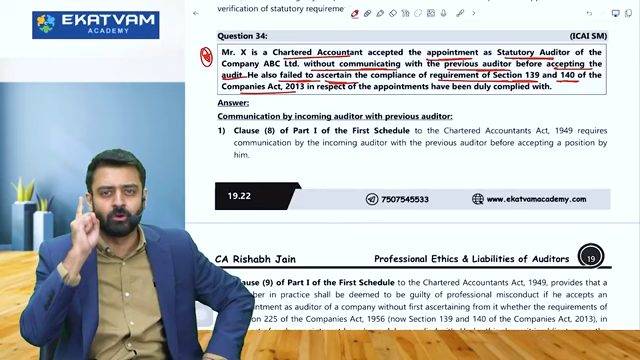 EKATVAM
ACADEMY
verification of statutory requireme
Question 34: (ICAI SM)
Mr. X is a Chartered Accountant accepted the appointment as Statutory Auditor of the
Company ABC Ltd. without communicating with the previous auditor before accepting the
audit. He also failed to ascertain the compliance of requirement of Section 139 and 140 of the
Companies Act, 2013 in respect of the appointments have been duly complied with.
Answer:
Communication by incoming auditor with previous auditor:
1) Clause (8) of Part I of the First Schedule to the Chartered Accountants Act, 1949 requires
communication by the incoming auditor with the previous auditor before accepting a position by
him.
19.22
7507545533
www.ekatvamacademy.com
CA Rishabh Jain
Professional Ethics & Liabilities of Auditors
19
use (9) of Part I of the First Schedule to the Chartered Accountants Act, 1949, provides that a
ber in practice shall be deemed to be guilty of professional misconduct if he accepts an
ntment as auditor of a company without first ascertaining from it whether the requirements of
on 225 of the Companies Act, 1956 (now Section 139 and 140 of the Companies Act, 2013), in